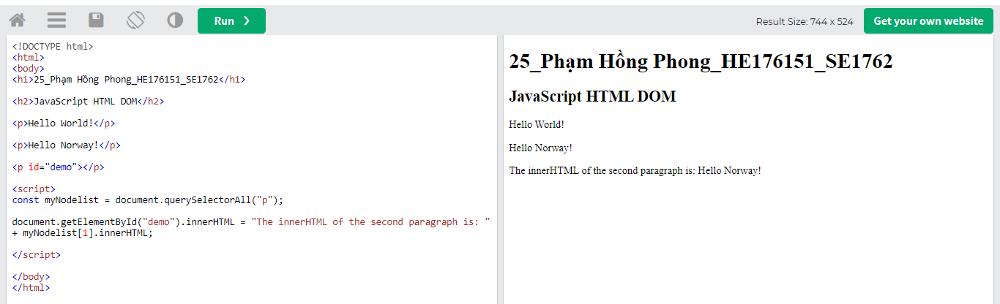 Run ❯
Result Size: 744 x 524
Get your own website
<!DOCTYPE html>
<html>
<body>
<h1>25_Phạm Hồng Phong_HE176151_SE1762</h1>
<h2>JavaScript HTML DOM</h2>
<p>Hello World!</p>
<p>Hello Norway!</p>
<p id="demo"></p>
<script>
const myNodelist = document.querySelectorAll("p");
document.getElementById("demo").innerHTML = "The innerHTML of the second paragraph is: "
+ myNodelist[1].innerHTML;
</script>
</body>
</html>
25_Phạm Hồng Phong_HE176151_SE1762
JavaScript HTML DOM
Hello World!
Hello Norway!
The innerHTML of the second paragraph is: Hello Norway!